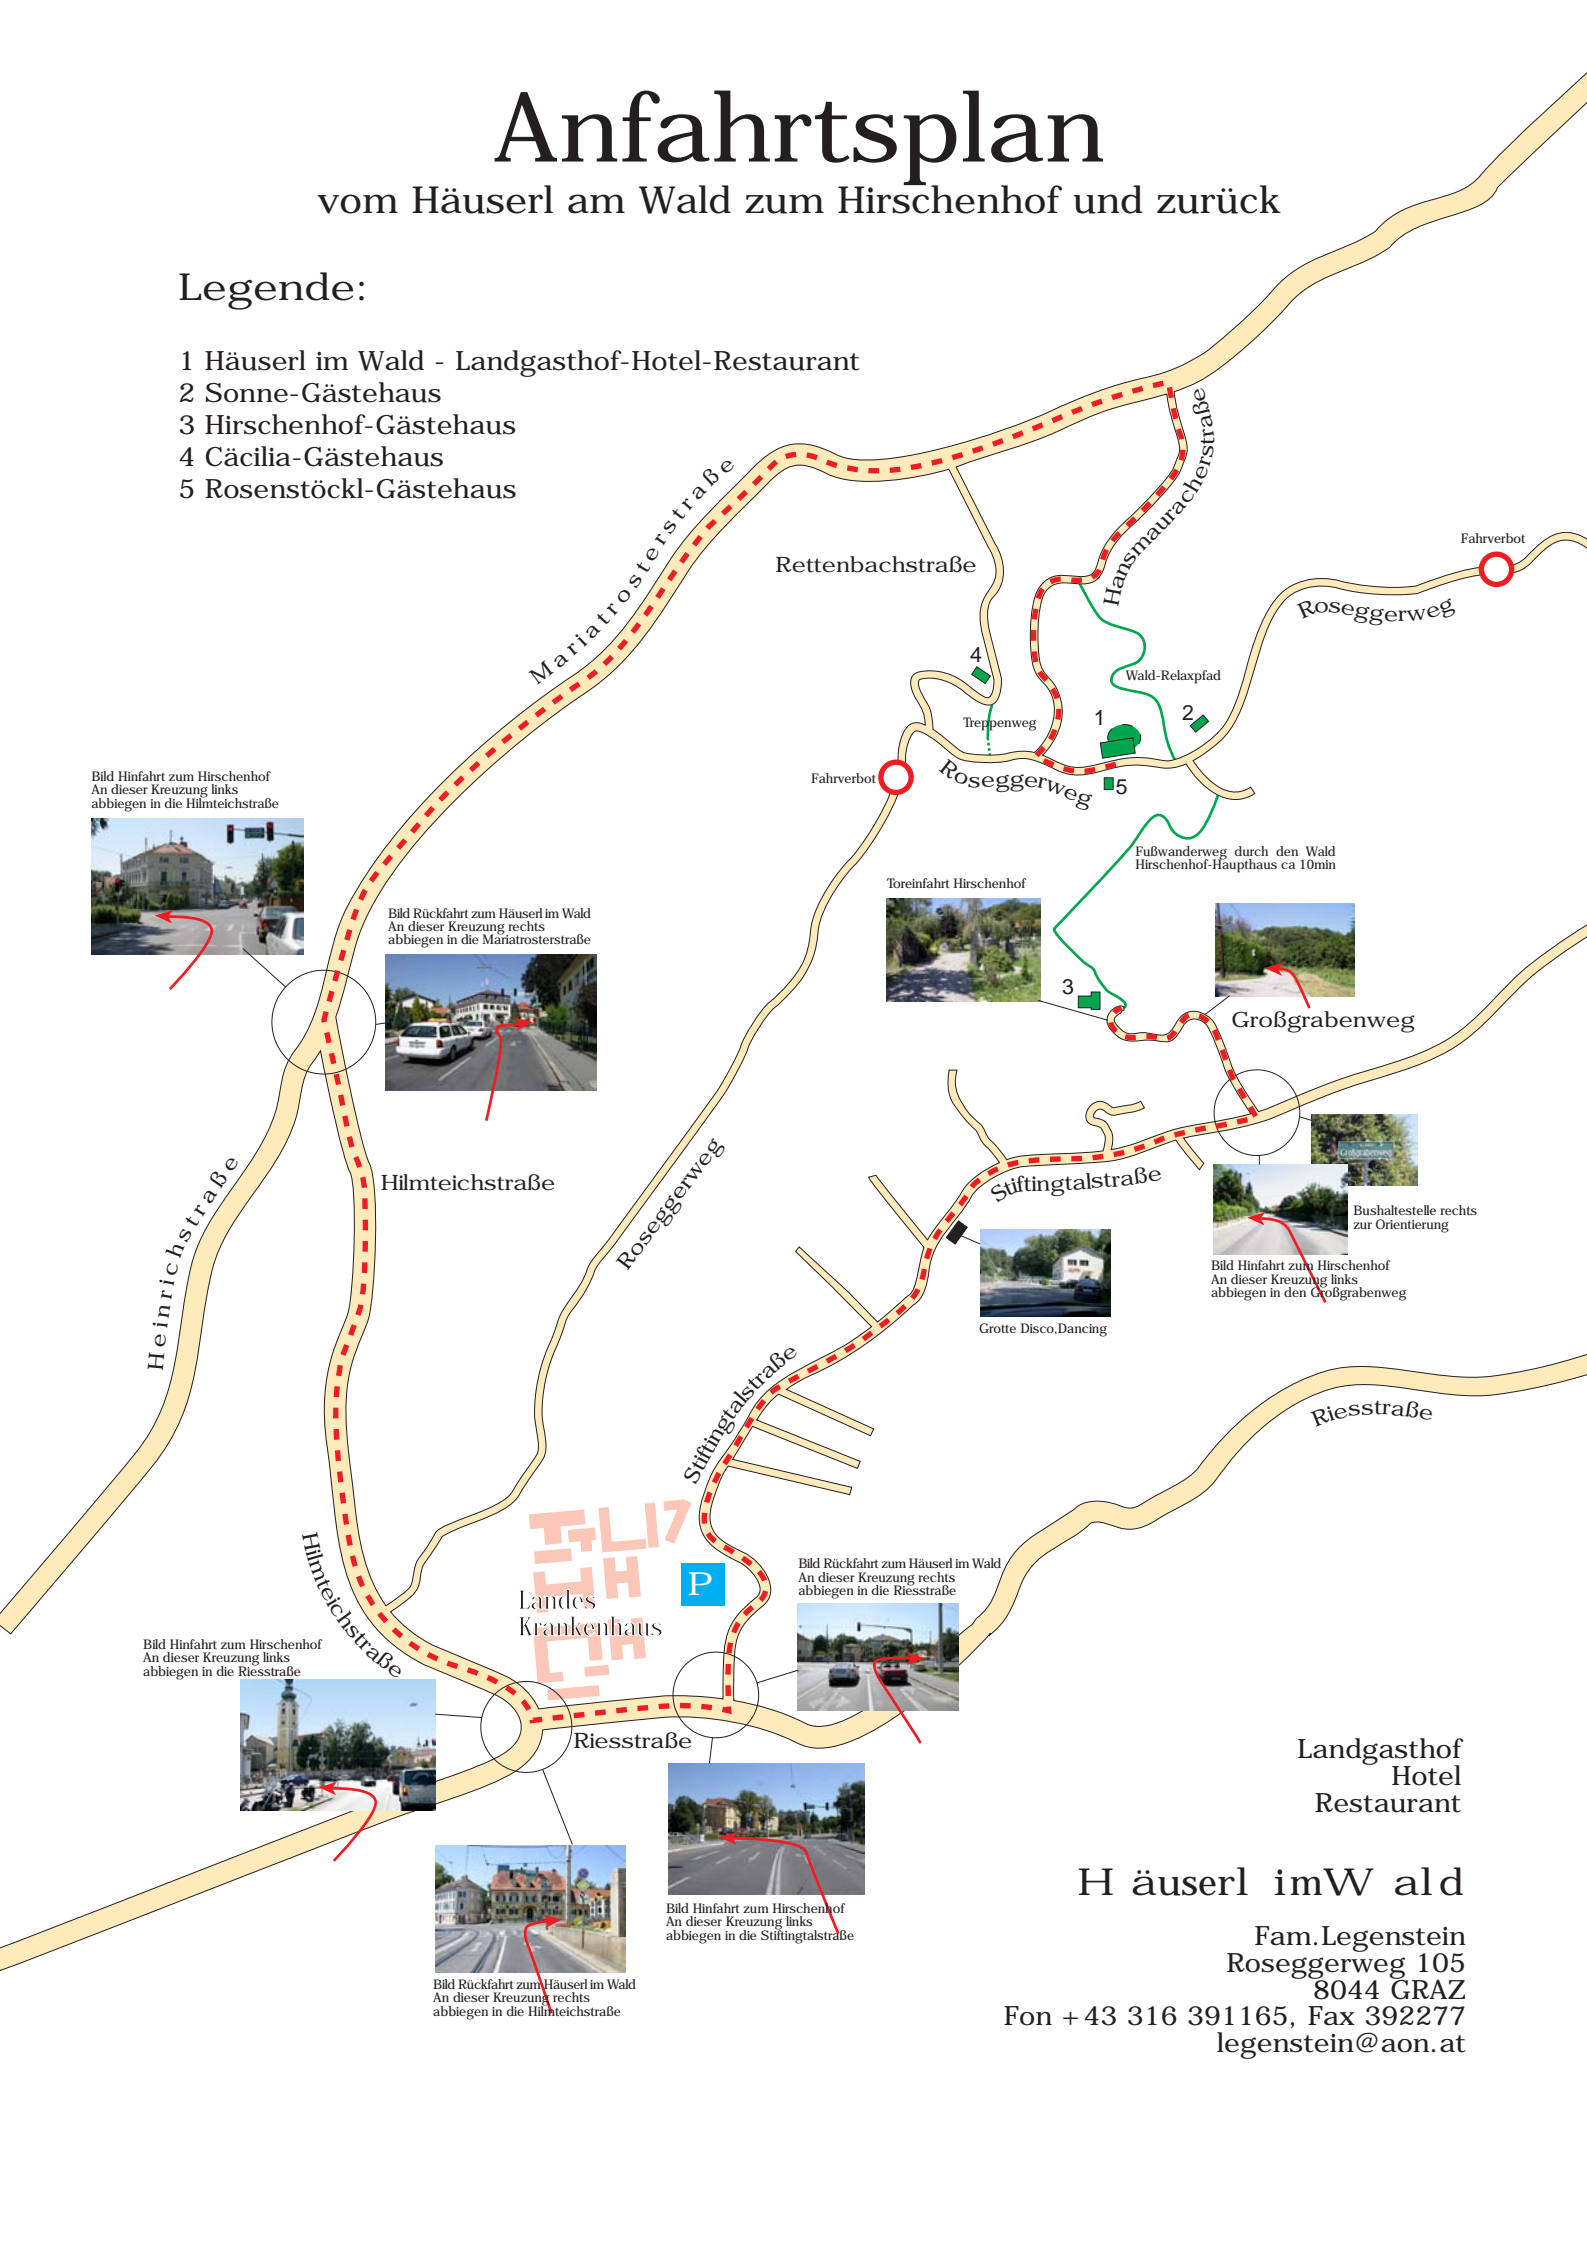 Anfahrtsplan
vom Häuserl am Wald zum Hirschenhof und zurück
Legende:
1 Häuserl im Wald - Landgasthof-Hotel-Restaurant
2 Sonne-Gästehaus
3 Hirschenhof-Gästehaus
4 Cäcilia-Gästehaus
5 Rosenstöckl-Gästehaus
Mariatrosterstraße
Rettenbachstraße
Hansmauracherstraße
Fahrverbot
Roseggerweg
4
Wald-Relaxpfad
Treppenweg
1
2
Fahrverbot
Roseggerweg
5
Bild Hinfahrt zum Hirschenhof
An dieser Kreuzung links
abbiegen in die Hilmteichstraße
Fußwanderweg durch den Wald
Hirschenhof-Haupthaus ca 10min
Toreinfahrt Hirschenhof
Bild Rückfahrt zum Häuserl im Wald
An dieser Kreuzung rechts
abbiegen in die Mariatrosterstraße
3
Großgrabenweg
Heinrichstraße
Hilmteichstraße
Roseggerweg
Stiftingtalstraße
Großgrabenweg
Bushaltestelle rechts
zur Orientierung
Bild Hinfahrt zum Hirschenhof
An dieser Kreuzung links
abbiegen in den Großgrabenweg
Grotte Disco,Dancing
Stiftingtalstraße
Riesstraße
Hilmteichstraße
P
Landes
Krankenhaus
Bild Rückfahrt zum Häuserl im Wald
An dieser Kreuzung rechts
abbiegen in die Riesstraße
Bild Hinfahrt zum Hirschenhof
An dieser Kreuzung links
abbiegen in die Riesstraße
Riesstraße
Bild Hinfahrt zum Hirschenhof
An dieser Kreuzung links
abbiegen in die Stiftingtalstraße
Bild Rückfahrt zum Häuserl im Wald
An dieser Kreuzung rechts
abbiegen in die Hilmteichstraße
Landgasthof
Hotel
Restaurant
H äuserl imW ald
Fam.Legenstein
Roseggerweg 105
8044 GRAZ
Fon +43 316 391165, Fax 392277
legenstein@aon.at